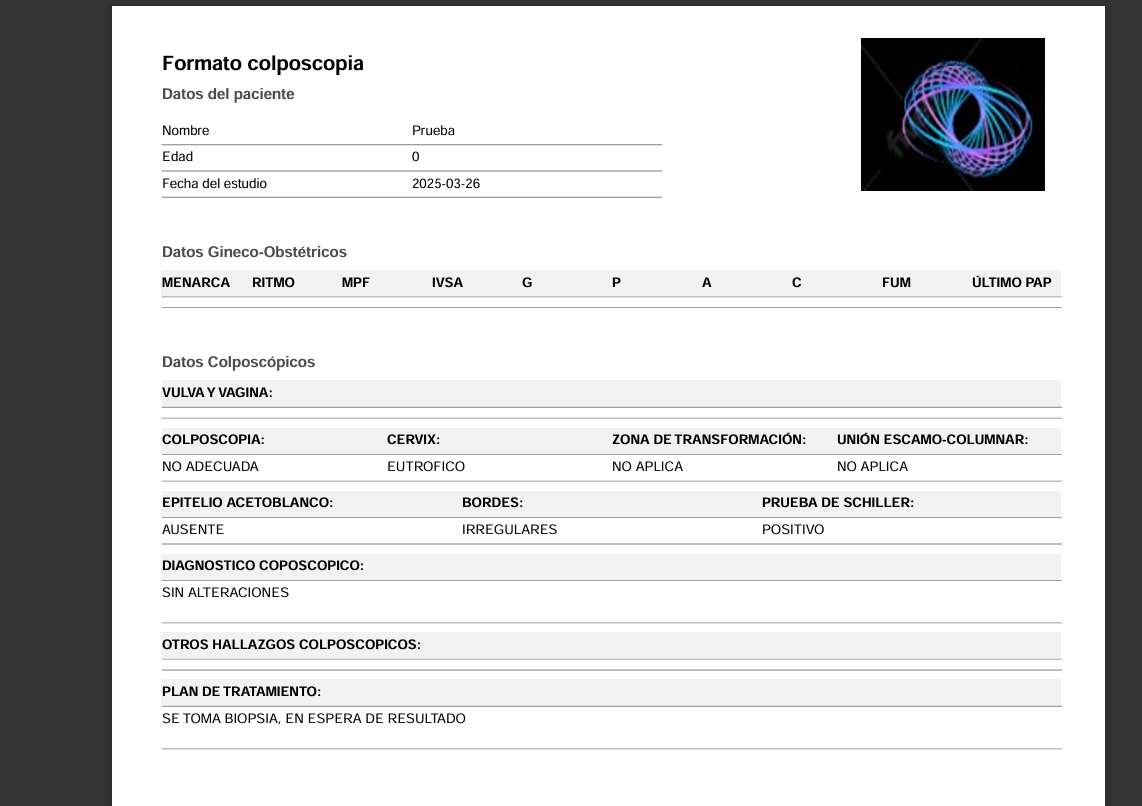 Formato colposcopia
Datos del paciente
Nombre Prueba
Edad 0
Fecha del estudio 2025-03-26
Datos Gineco-Obstétricos
MENARCA RITMO MPF IVSA G P A C FUM ÚLTIMO PAP
Datos Colposcópicos
VULVA Y VAGINA:
COLPOSCOPIA: CERVIX: ZONA DE TRANSFORMACIÓN: UNIÓN ESCAMO-COLUMNAR:
NO ADECUADA EUTROFICO NO APLICA NO APLICA
EPITELIO ACETOBLANCO: BORDES: PRUEBA DE SCHILLER:
AUSENTE IRREGULARES POSITIVO
DIAGNOSTICO COPOSCOPICO:
SIN ALTERACIONES
OTROS HALLAZGOS COLPOSCOPICOS:
PLAN DE TRATAMIENTO:
SE TOMA BIOPSIA, EN ESPERA DE RESULTADO